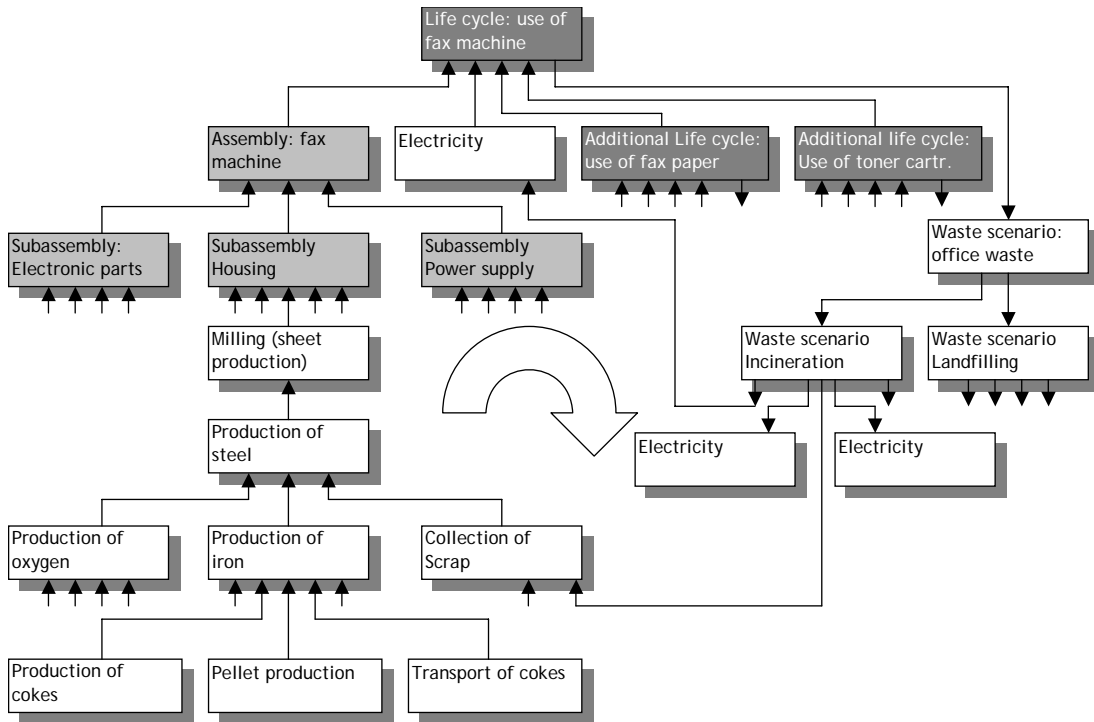 Life cycle: use of
fax machine
Assembly: fax
machine
Electricity
Additional Life cycle:
use of fax paper
Additional life cycle:
Use of toner cartr.
Subassembly:
Electronic parts
Subassembly
Housing
Subassembly
Power supply
Waste scenario:
office waste
Milling (sheet
production)
Waste scenario
Incineration
Waste scenario
Landfilling
Production of
steel
Electricity
Electricity
Production of
oxygen
Production of
iron
Collection of
Scrap
Production of
cokes
Pellet production
Transport of cokes